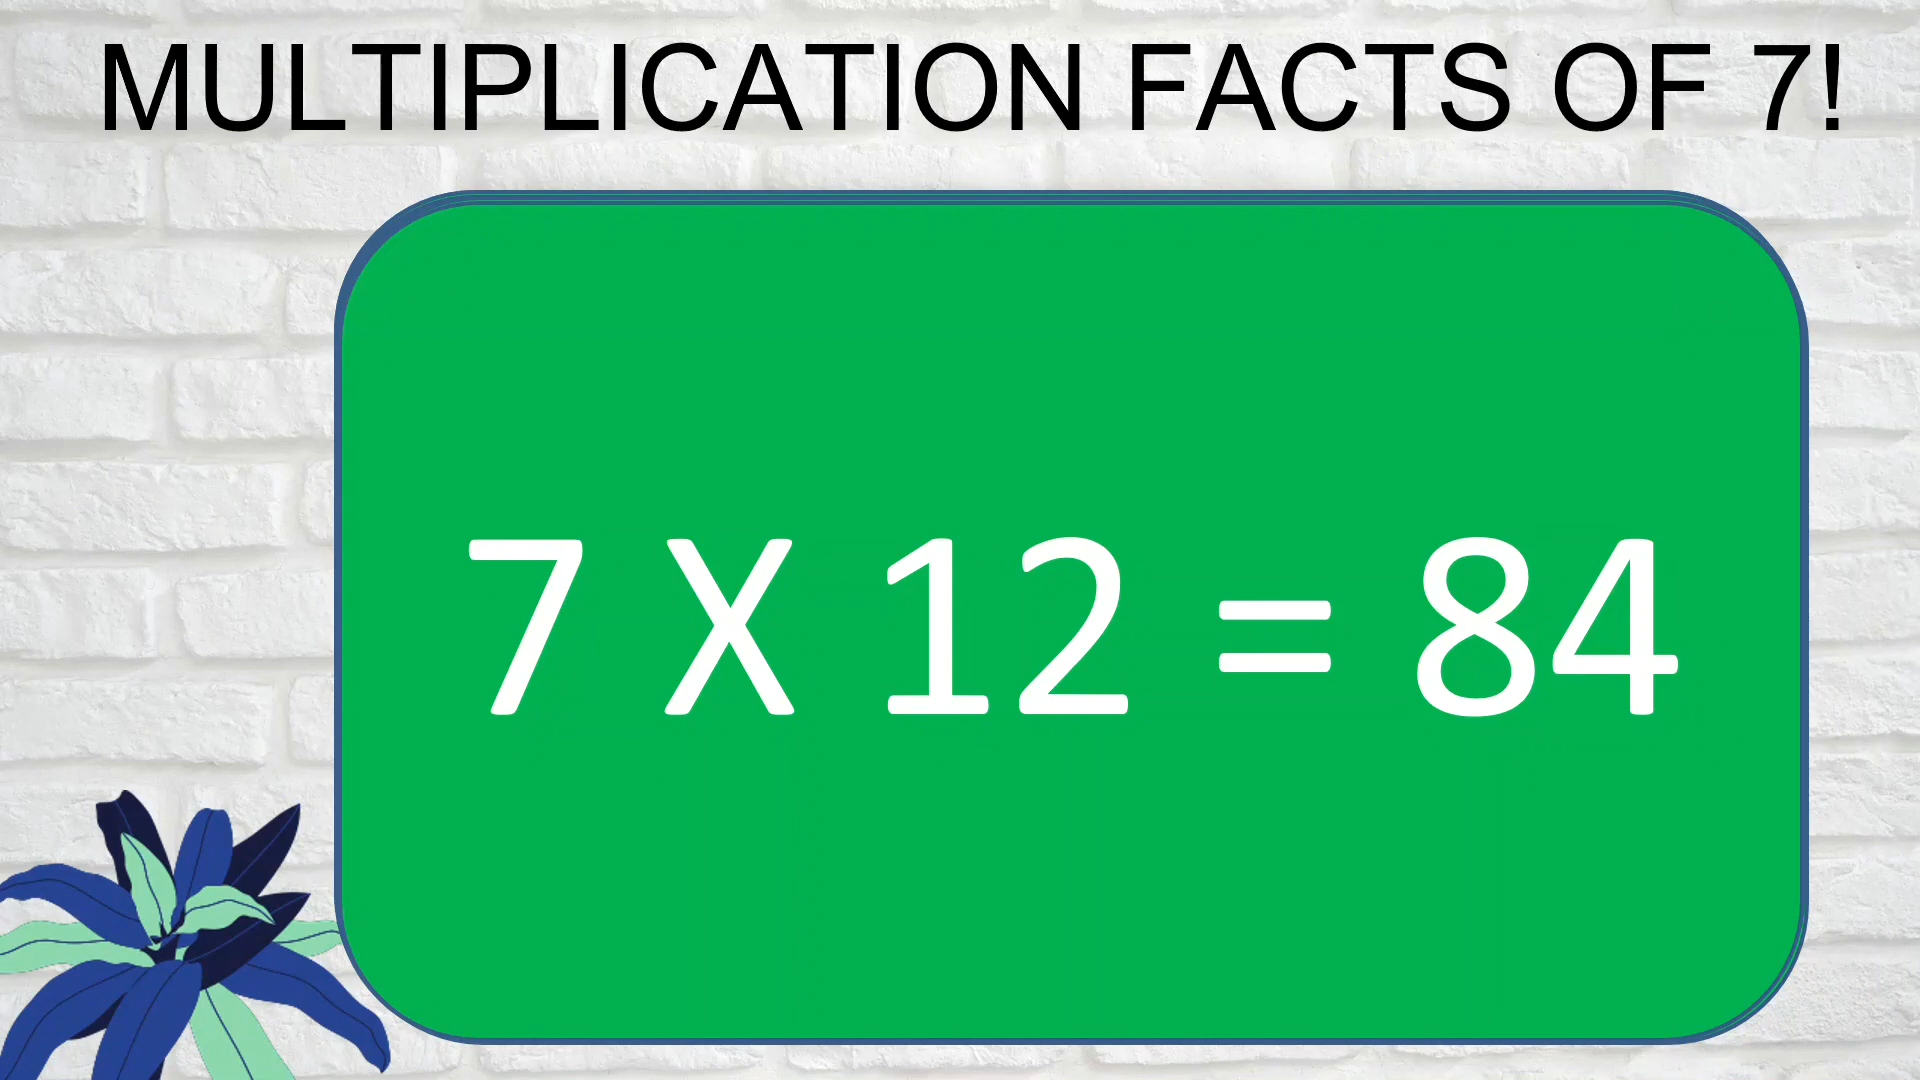 MULTIPLICATION FACTS OF 7!
7 X 12 = 84